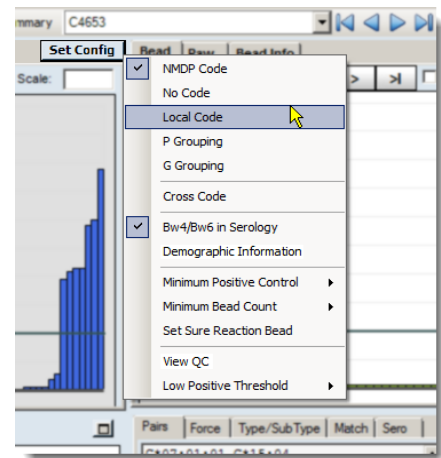 mmary C4653
Set Config Bead Raw Bead Info
Scale:
> >|
NMDP Code
No Code
Local Code
P Grouping
G Grouping
Cross Code
Bw4/Bw6 in Serology
Demographic Information
Minimum Positive Control
Minimum Bead Count
Set Sure Reaction Bead
View QC
Low Positive Threshold
Pairs Force Type/SubType Match Sero